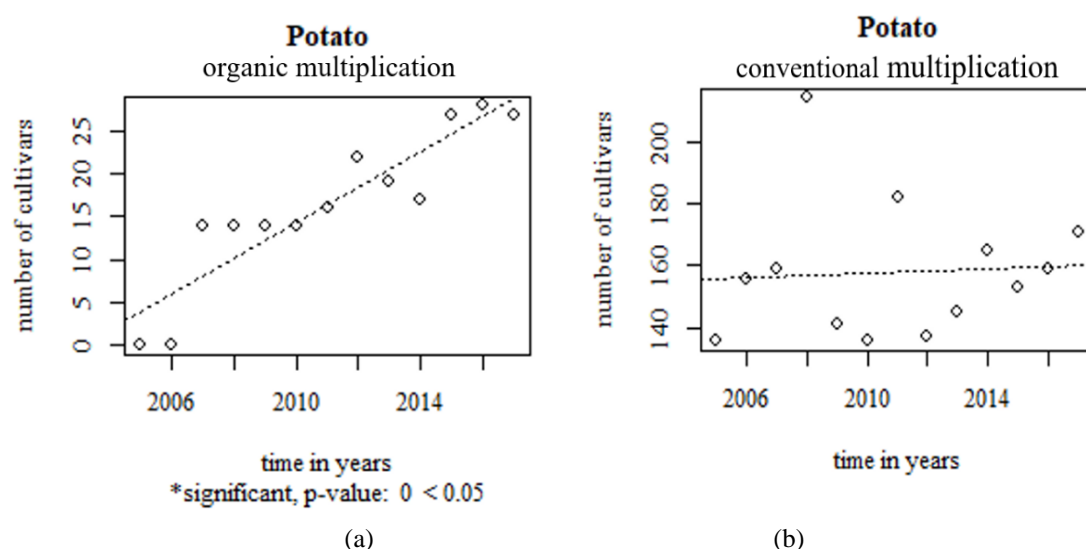 Potato
organic multiplication
number of cultivars
0 5 10 15 20 25
2006 2010 2014
time in years
*significant, p-value: 0 < 0.05
(a)
Potato
conventional multiplication
number of cultivars
140 160 180 200
2006 2010 2014
time in years
(b)